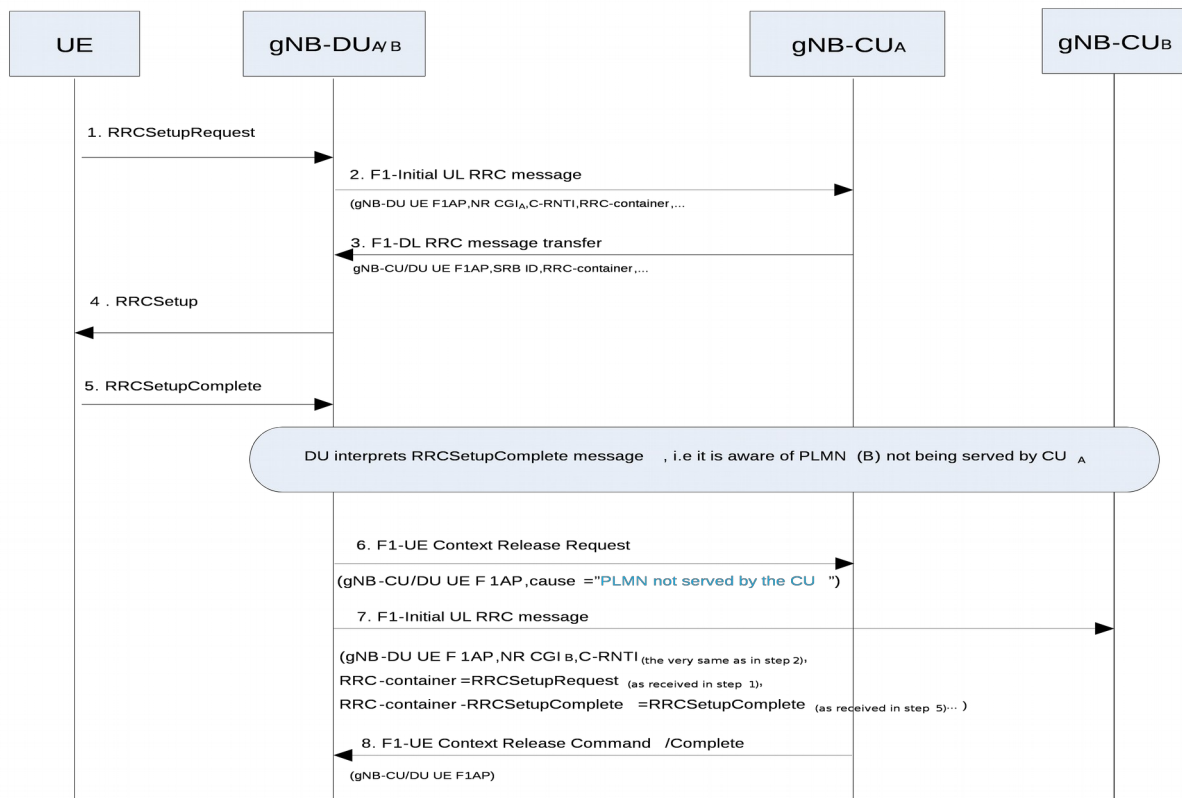 UE
gNB-DUA/B
gNB-CUA
gNB-CUB
1. RRCSetupRequest
2. F1-Initial UL RRC message
(gNB-DU UE F1AP,NR CGIA,C-RNTI,RRC-container,...
3. F1-DL RRC message transfer
gNB-CU/DU UE F1AP,SRB ID,RRC-container,...
4 . RRCSetup
5. RRCSetupComplete
DU interprets RRCSetupComplete message , i.e it is aware of PLMN (B) not being served by CU A
6. F1-UE Context Release Request
(gNB-CU/DU UE F 1AP,cause ="PLMN not served by the CU ")
7. F1-Initial UL RRC message
(gNB-DU UE F 1AP,NR CGI B,C-RNTI (the very same as in step 2),
RRC-container =RRCSetupRequest (as received in step 1),
RRC-container -RRCSetupComplete =RRCSetupComplete (as received in step 5)... )
8. F1-UE Context Release Command /Complete
(gNB-CU/DU UE F1AP)